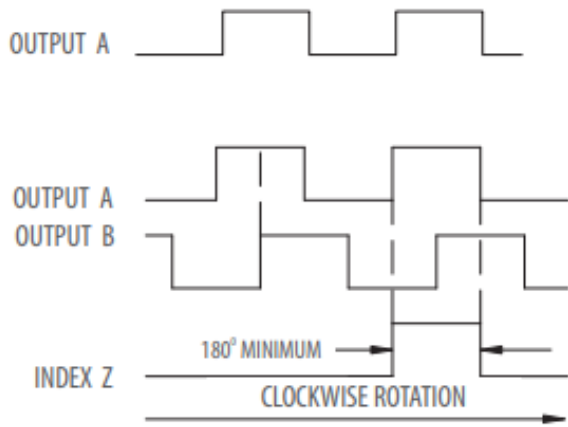 OUTPUT A
OUTPUT A
OUTPUT B
180° MINIMUM
INDEX Z
CLOCKWISE ROTATION